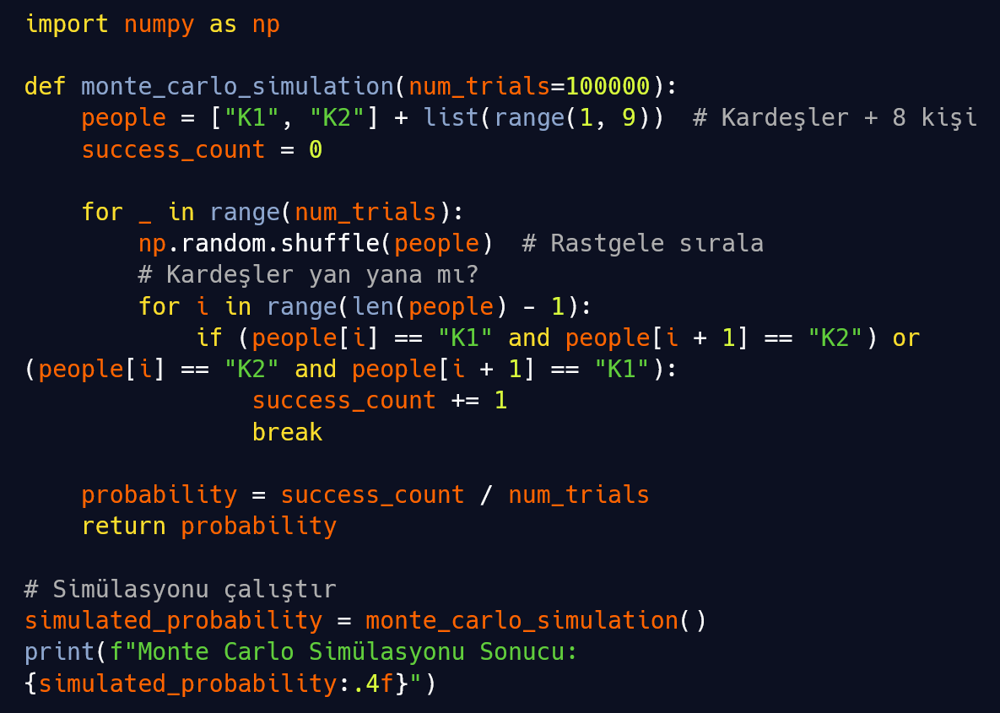 import numpy as np
def monte_carlo_simulation(num_trials=100000):
    people = ["K1", "K2"] + list(range(1, 9))  # Kardeşler + 8 kişi
    success_count = 0
    for _ in range(num_trials):
        np.random.shuffle(people)  # Rastgele sırala
        # Kardeşler yan yana mı?
        for i in range(len(people) - 1):
            if (people[i] == "K1" and people[i + 1] == "K2") or
(people[i] == "K2" and people[i + 1] == "K1"):
                success_count += 1
                break
    probability = success_count / num_trials
    return probability
# Simülasyonu çalıştır
simulated_probability = monte_carlo_simulation()
print(f"Monte Carlo Simülasyonu Sonucu:
{simulated_probability:.4f}")